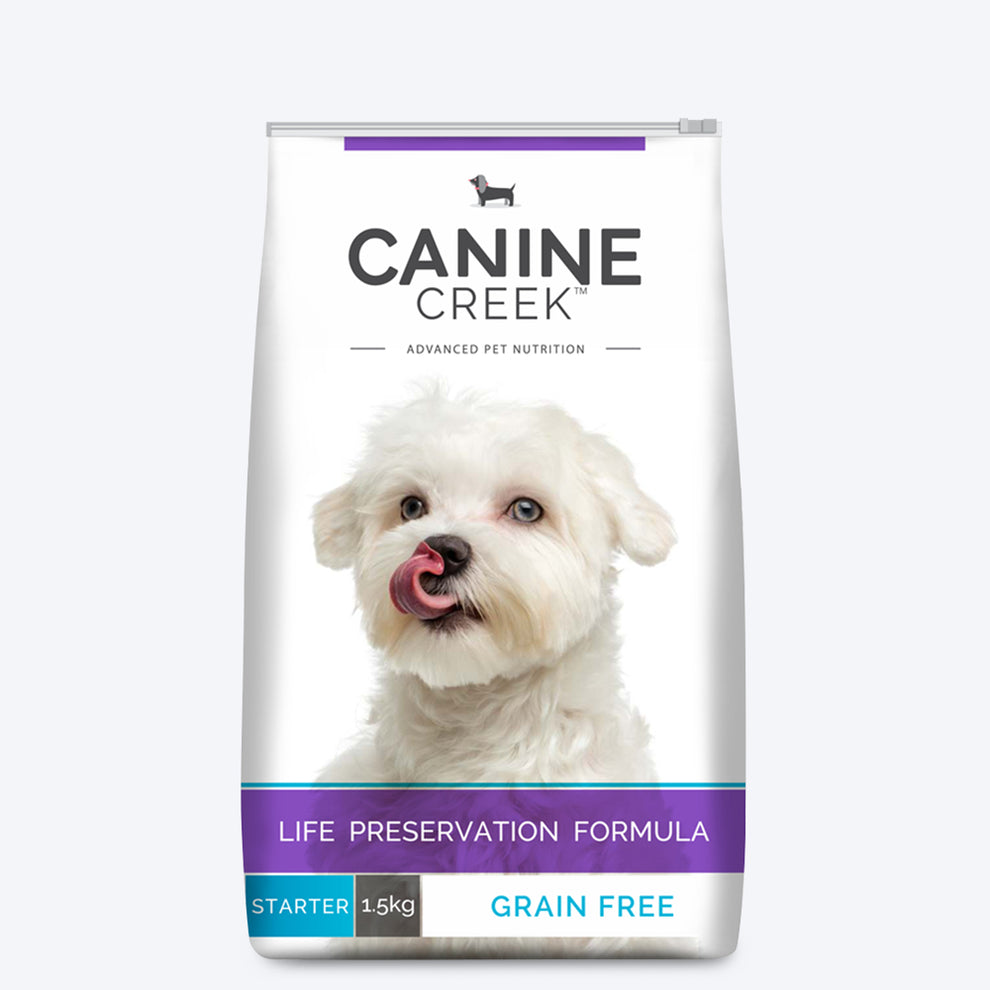 CANINE
CREEK™
ADVANCED PET NUTRITION
LIFE PRESERVATION FORMULA
STARTER 1.5kg GRAIN FREE